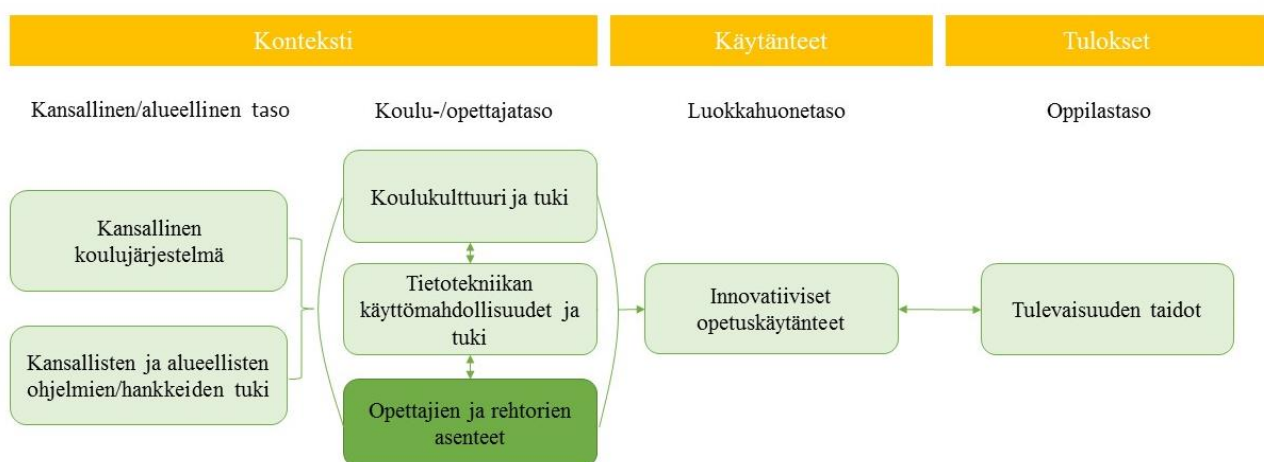 Konteksti
Käytänteet
Tulokset
Kansallinen/alueellinen taso
Koulu-/opettajataso
Luokkahuonetaso
Oppilastaso
Kansallinen
koulujärjestelmä
Kansallisten ja alueellisten
ohjelmien/hankkeiden tuki
Koulukulttuuri ja tuki
Tietotekniikan
käyttömahdollisuudet ja
tuki
Opettajien ja rehtorien
asenteet
Innovatiiviset
opetuskäytänteet
Tulevaisuuden taidot